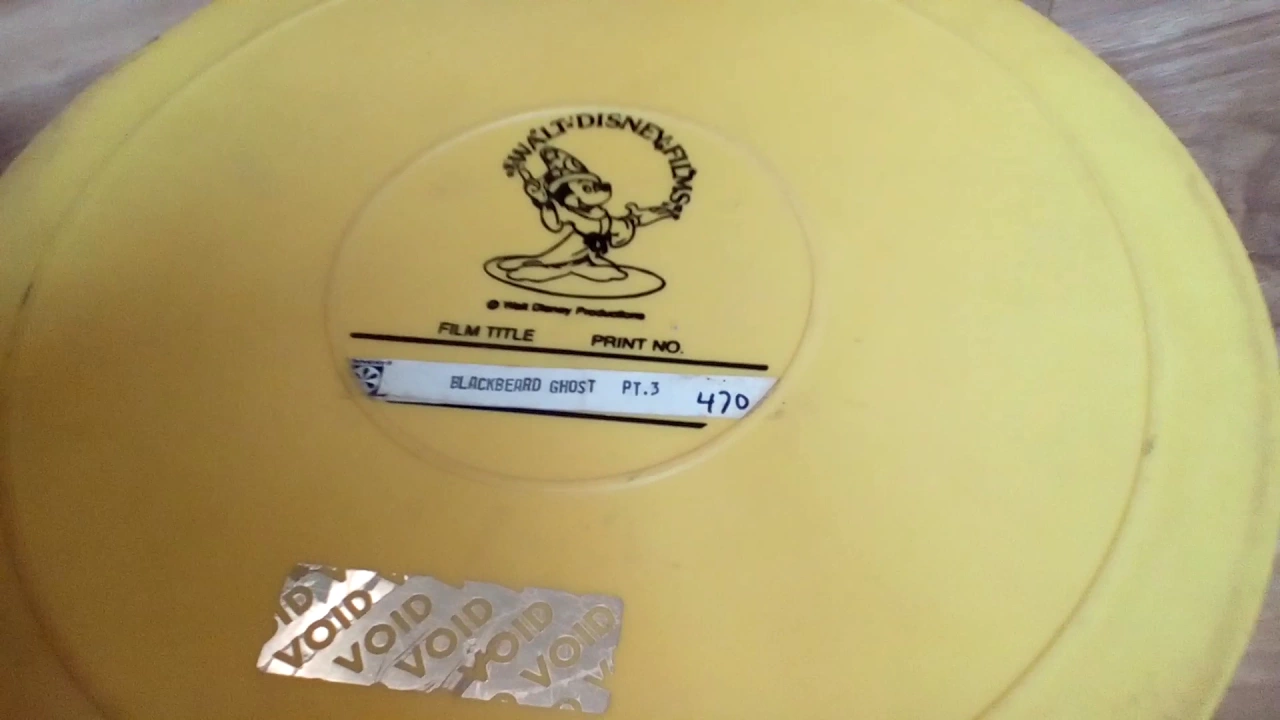 WALT DISNEY FILMS
© Walt Disney Productions
FILM TITLE PRINT NO.
BLACKBEARD GHOST PT.3 470
VOID VOID VOID VOID VOID